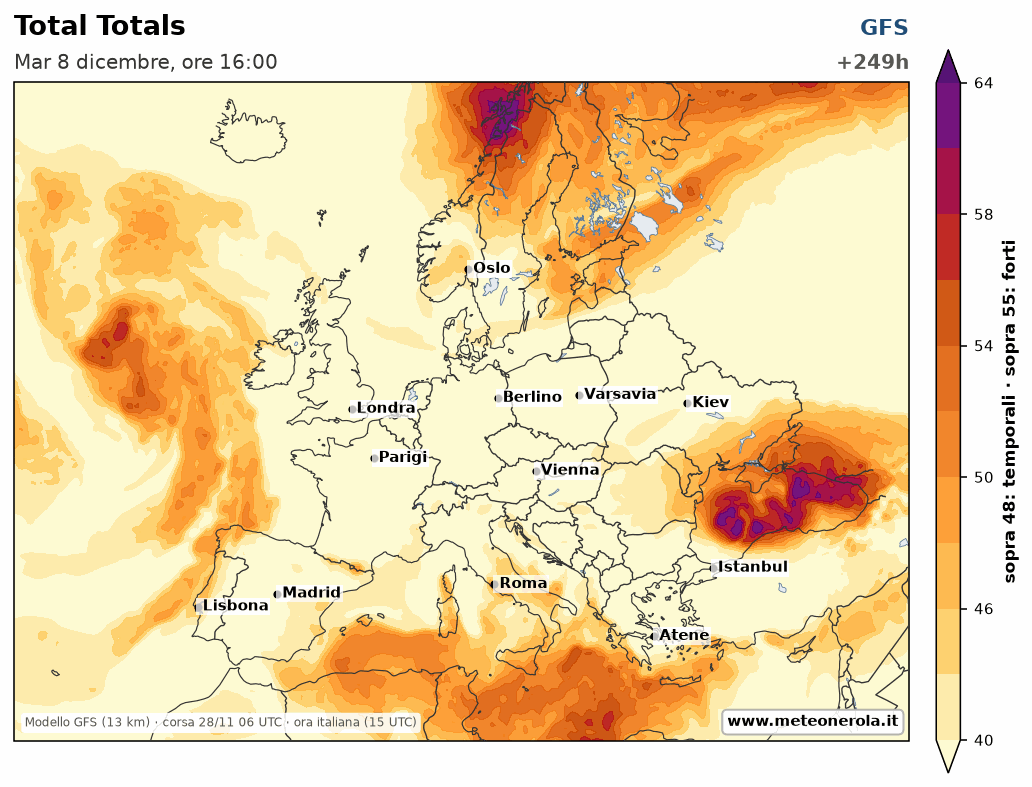 Total Totals
GFS
Mar 8 dicembre, ore 16:00
+249h
64
58
54
50
46
40
sopra 48: temporali · sopra 55: forti
Oslo
Berlino
Varsavia
Kiev
Londra
Parigi
Vienna
Istanbul
Roma
Madrid
Lisbona
Atene
Modello GFS (13 km) · corsa 28/11 06 UTC · ora italiana (15 UTC)
www.meteonerola.it